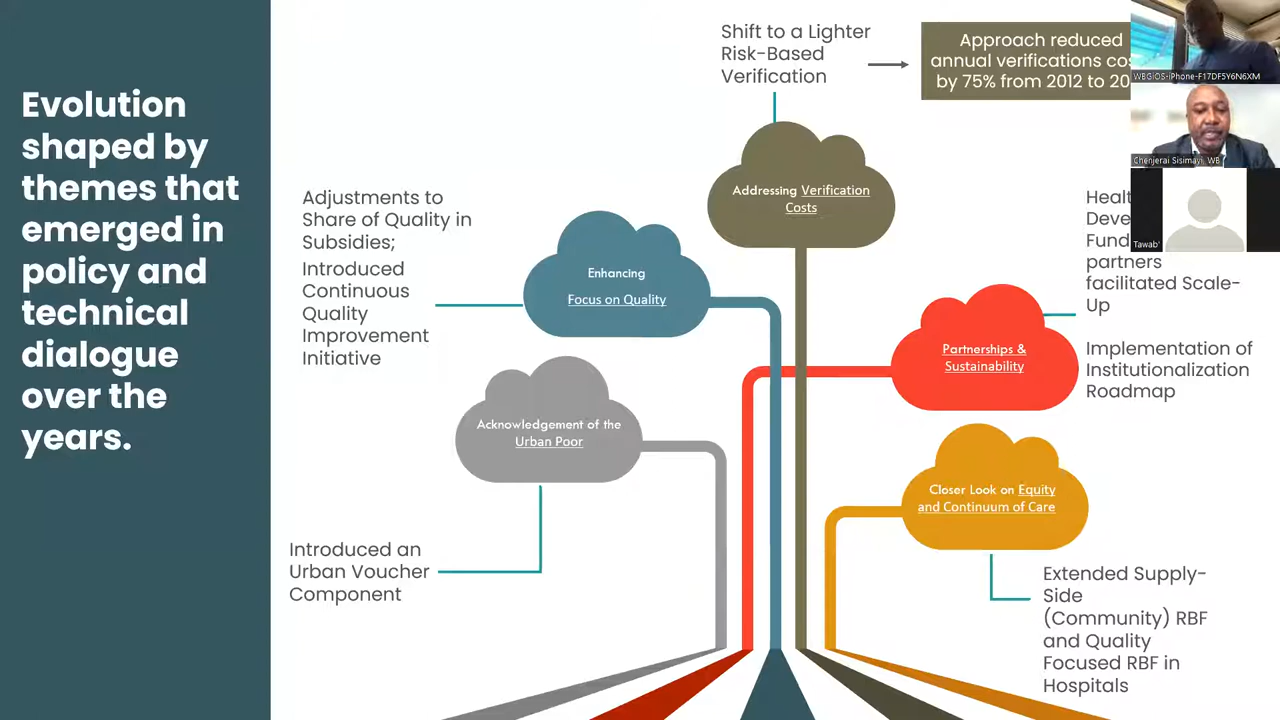 Evolution
shaped by
themes that
emerged in
policy and
technical
dialogue
over the
years.
Shift to a Lighter
Risk-Based
Verification
Approach reduced
annual verifications
by 75% from 2012 to
Addressing Verification
Costs
Adjustments to
Share of Quality in
Subsidies;
Introduced
Continuous
Quality
Improvement
Initiative
Enhancing
Focus on Quality
partners
facilitated Scale-
Up
Implementation of
Institutionalization
Roadmap
Partnerships &
Sustainability
Acknowledgement of the
Urban Poor
Introduced an
Urban Voucher
Component
Closer Look on Equity
and Continuum of Care
Extended Supply-
Side
(Community) RBF
and Quality
Focused RBF in
Hospitals
WBGIOS-iPhone-F17DF5Y6N6XM
Chenjerai Sisimayi, WB
Tawab'